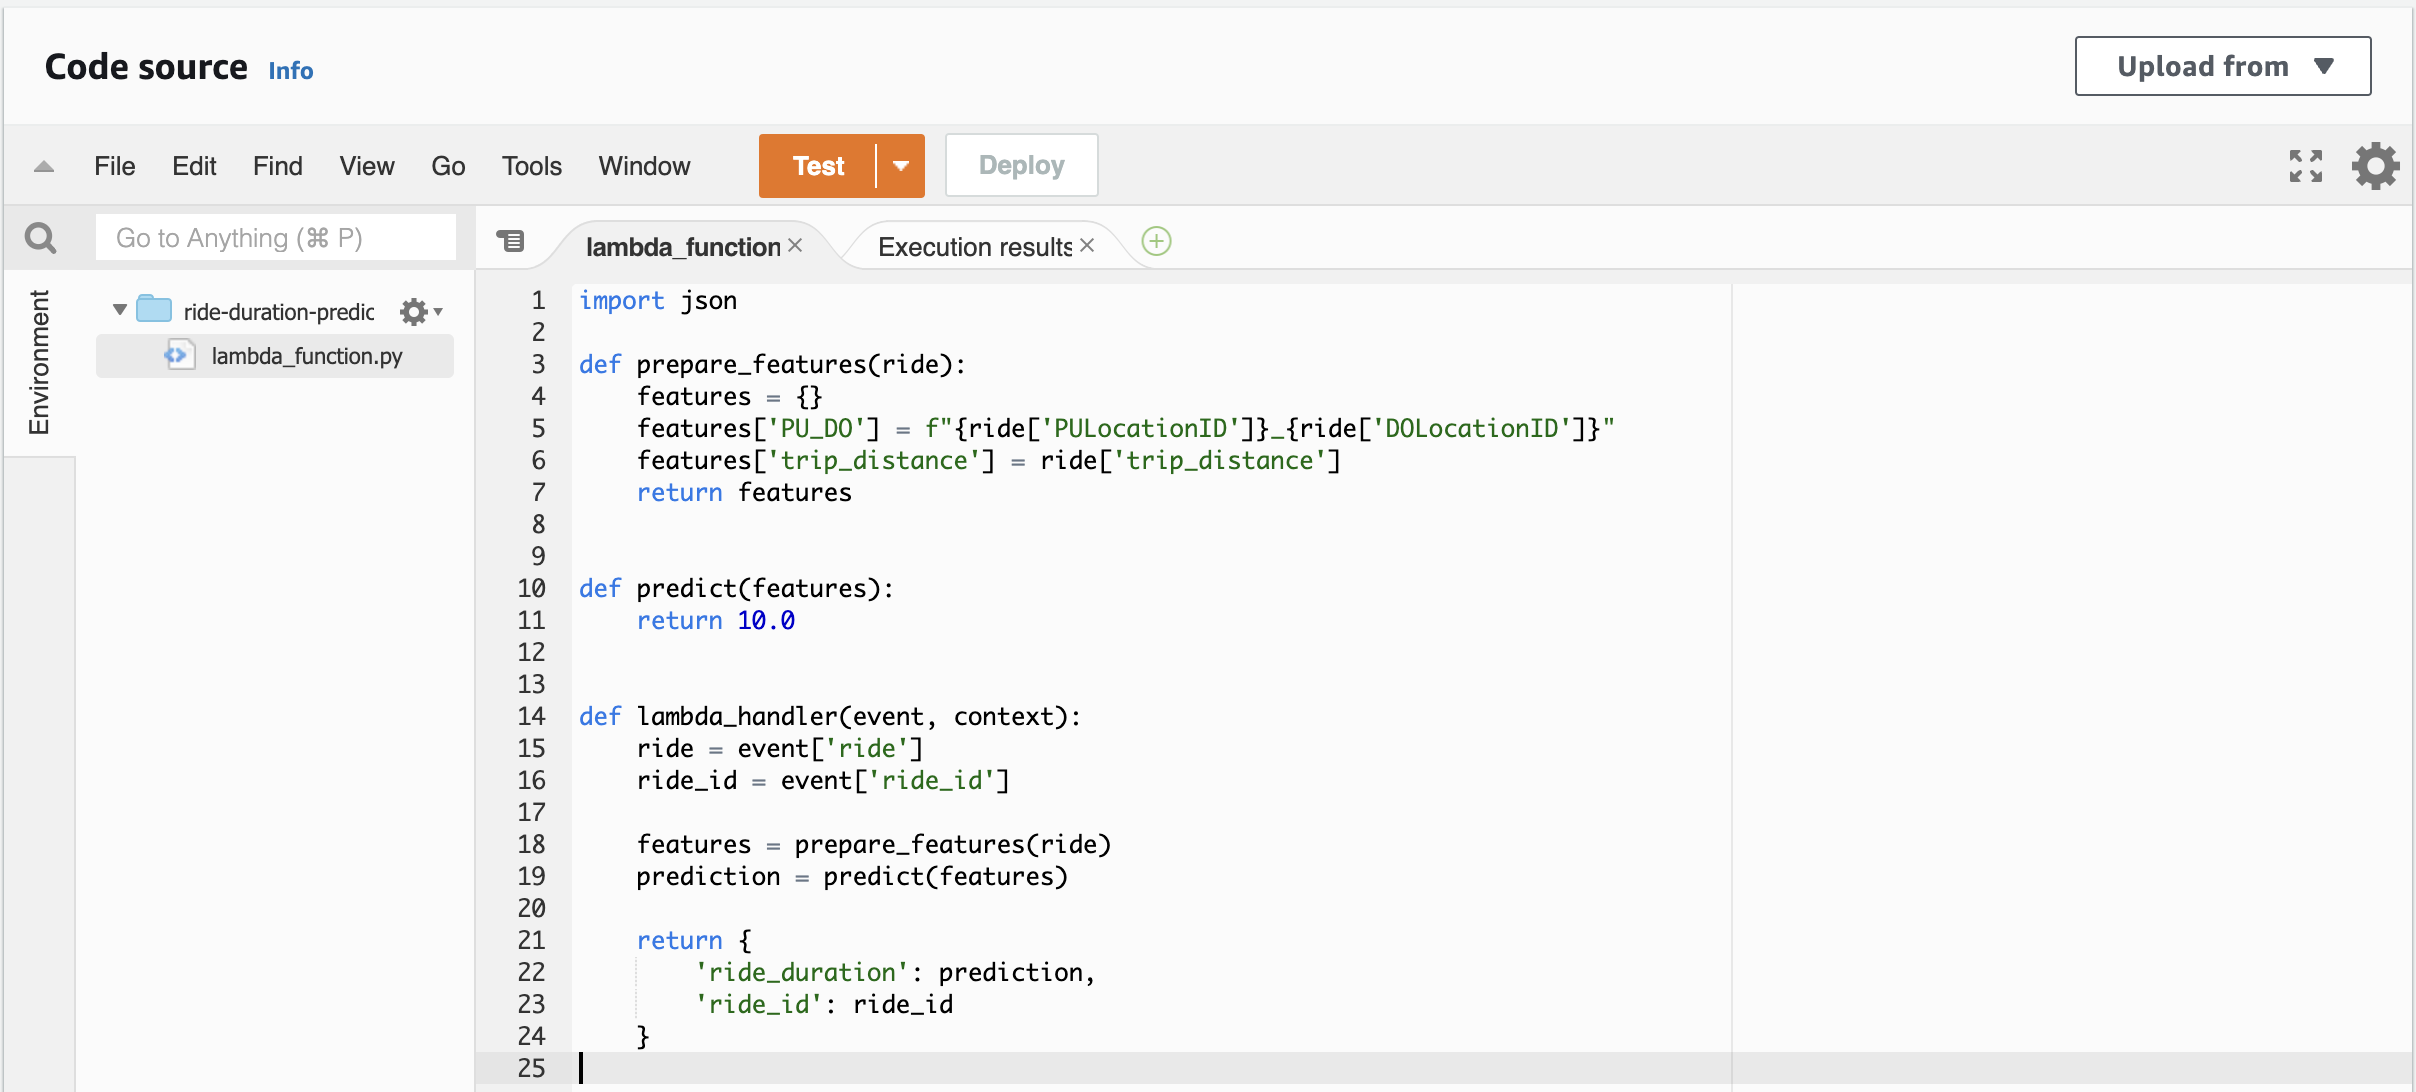 Code source Info
Upload from
File Edit Find View Go Tools Window Test Deploy
Go to Anything (⌘ P)
lambda_function Execution results
Environment
ride-duration-predic
lambda_function.py
1 import json
2
3 def prepare_features(ride):
4     features = {}
5     features['PU_DO'] = f"{ride['PULocationID']}_{ride['DOLocationID']}"
6     features['trip_distance'] = ride['trip_distance']
7     return features
8
9
10 def predict(features):
11     return 10.0
12
13
14 def lambda_handler(event, context):
15     ride = event['ride']
16     ride_id = event['ride_id']
17
18     features = prepare_features(ride)
19     prediction = predict(features)
20
21     return {
22         'ride_duration': prediction,
23         'ride_id': ride_id
24     }
25